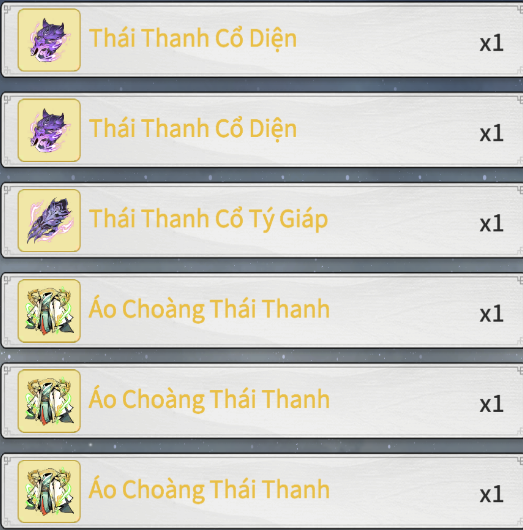 Thái Thanh Cổ Diện x1
Thái Thanh Cổ Diện x1
Thái Thanh Cổ Tý Giáp x1
Áo Choàng Thái Thanh x1
Áo Choàng Thái Thanh x1
Áo Choàng Thái Thanh x1